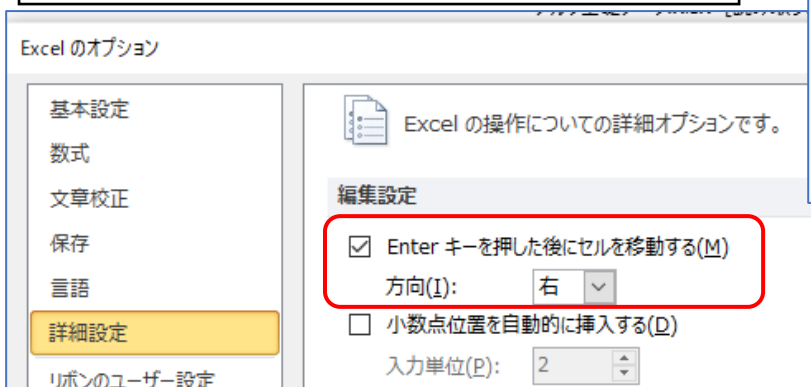 Excel のオプション
基本設定
数式
文章校正
保存
言語
詳細設定
リボンのユーザー設定
Excel の操作についての詳細オプションです。
編集設定
Enter キーを押した後にセルを移動する(M)
方向(I): 右
小数点位置を自動的に挿入する(D)
入力単位(P): 2